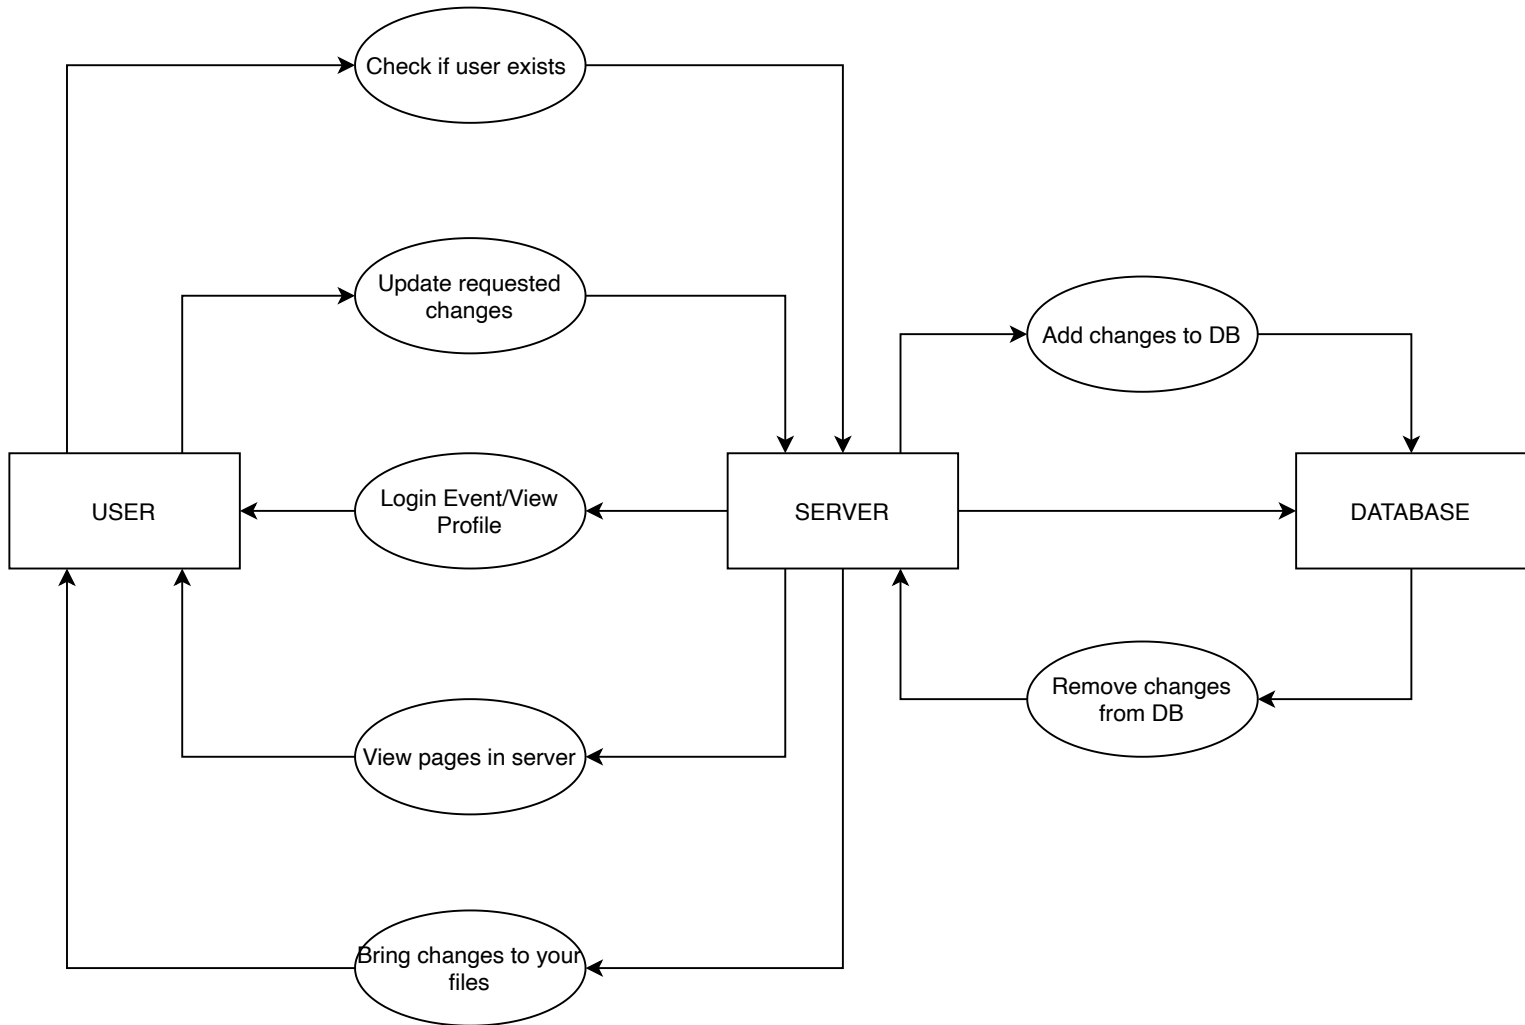 Check if user exists
Update requested
changes
Add changes to DB
USER
Login Event/View
Profile
SERVER
DATABASE
Remove changes
from DB
View pages in server
Bring changes to your
files